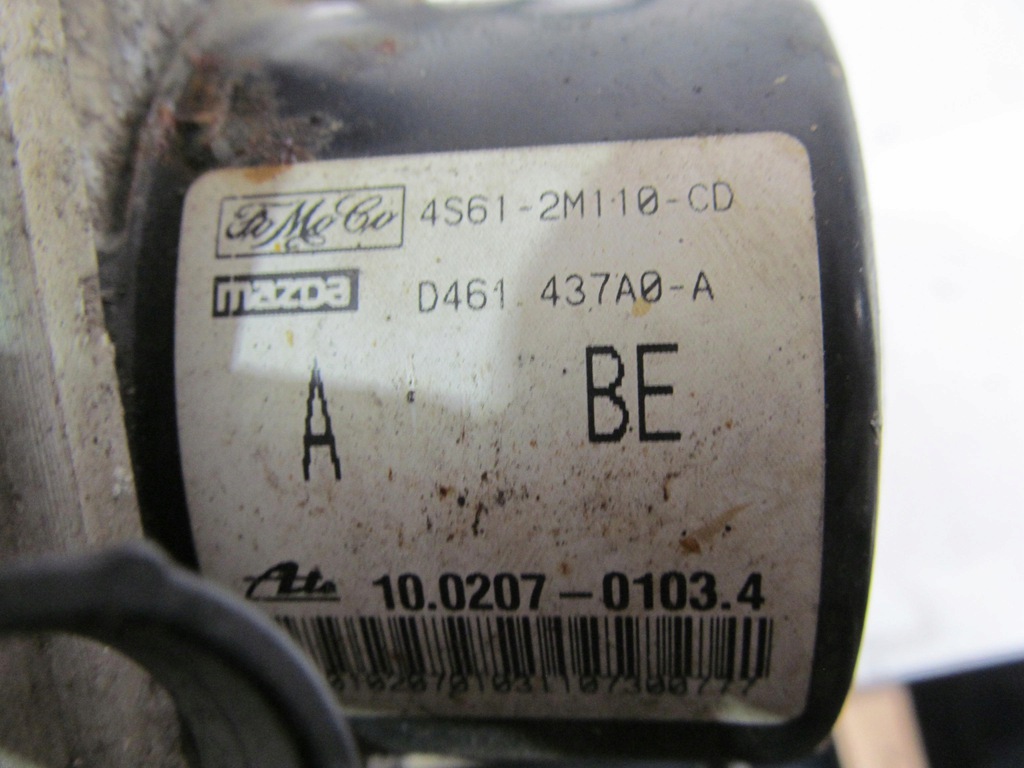 FoMoCo 4S61-2M110-CD
mazda D461 437A0-A
A BE
Ate 10.0207-0103.4